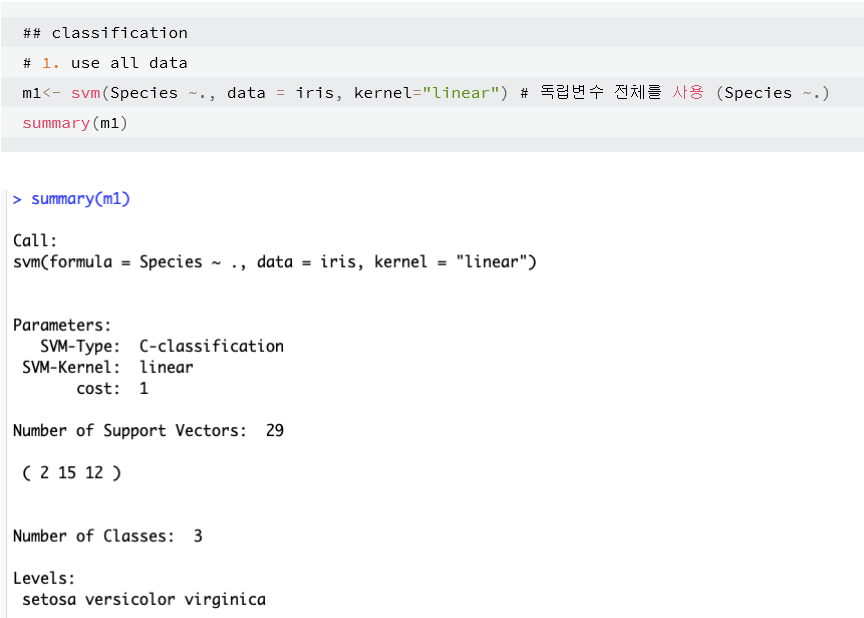 ## classification
# 1. use all data
m1<- svm(Species ~., data = iris, kernel="linear") # 독립변수 전체를 사용 (Species ~.)
summary(m1)
> summary(m1)
Call:
svm(formula = Species ~ ., data = iris, kernel = "linear")
Parameters:
SVM-Type: C-classification
SVM-Kernel: linear
cost: 1
Number of Support Vectors: 29
( 2 15 12 )
Number of Classes: 3
Levels:
setosa versicolor virginica